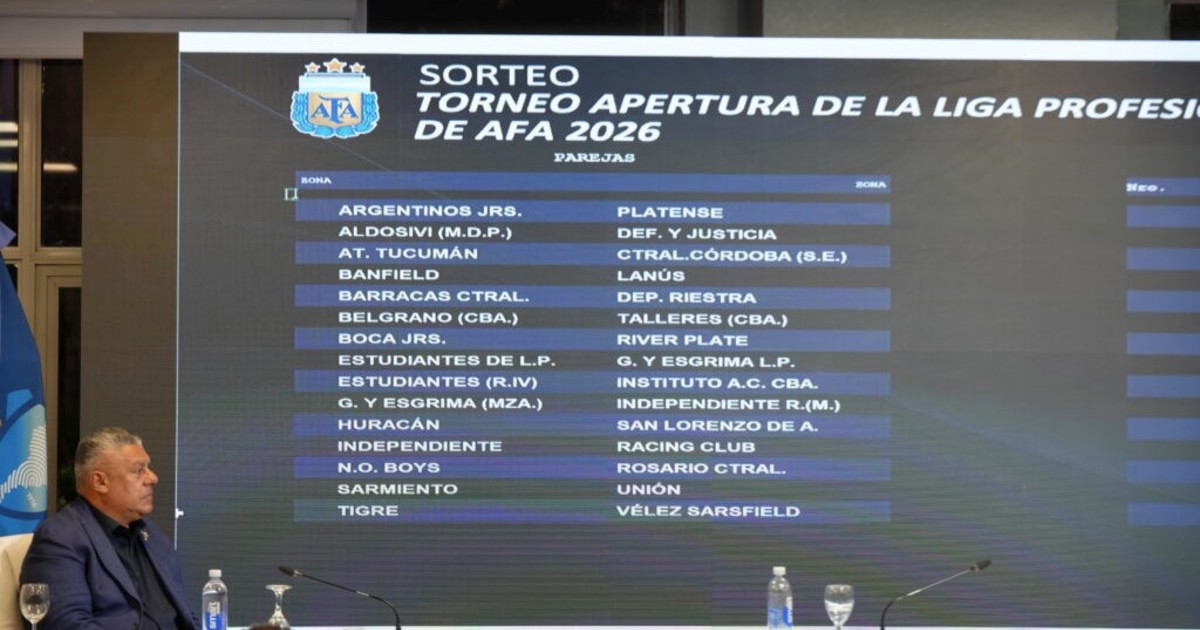 AFA
SORTEO
TORNEO APERTURA DE LA LIGA PROFESI
DE AFA 2026
PAREJAS
ZONA ZONA Nro.
ARGENTINOS JRS. PLATENSE
ALDOSIVI (M.D.P.) DEF. Y JUSTICIA
AT. TUCUMÁN CTRAL.CÓRDOBA (S.E.)
BANFIELD LANÚS
BARRACAS CTRAL. DEP. RIESTRA
BELGRANO (CBA.) TALLERES (CBA.)
BOCA JRS. RIVER PLATE
ESTUDIANTES DE L.P. G. Y ESGRIMA L.P.
ESTUDIANTES (R.IV) INSTITUTO A.C. CBA.
G. Y ESGRIMA (MZA.) INDEPENDIENTE R.(M.)
HURACÁN SAN LORENZO DE A.
INDEPENDIENTE RACING CLUB
N.O. BOYS ROSARIO CTRAL.
SARMIENTO UNIÓN
TIGRE VÉLEZ SARSFIELD